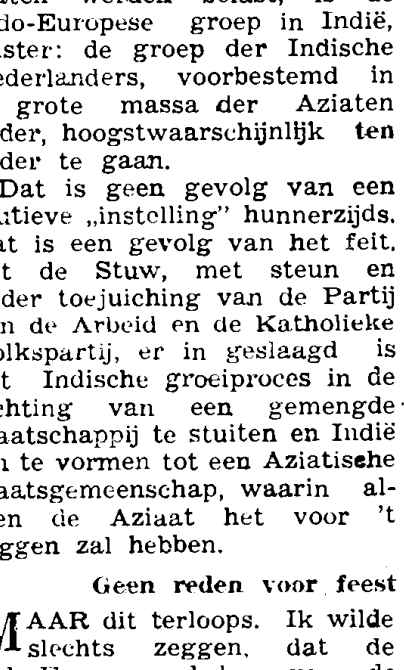 do-Europese groep in Indië,
ster: de groep der Indische
ederlanders, voorbestemd in
grote massa der Aziaten
der, hoogstwaarschijnlijk ten
der te gaan.
Dat is geen gevolg van een
utieve „instelling” hunnerzijds.
at is een gevolg van het feit.
t de Stuw, met steun en
der toejuiching van de Partij
n de Arbeid en de Katholieke
olkspartij, er in geslaagd is
t Indische groeiproces in de
chting van een gemengde
aatschappij te stuiten en Indië
n te vormen tot een Aziatische
aatsgemeenschap, waarin al-
en de Aziaat het voor 't
ggen zal hebben.
Geen reden voor feest
MAAR dit terloops. Ik wilde
slechts zeggen, dat de